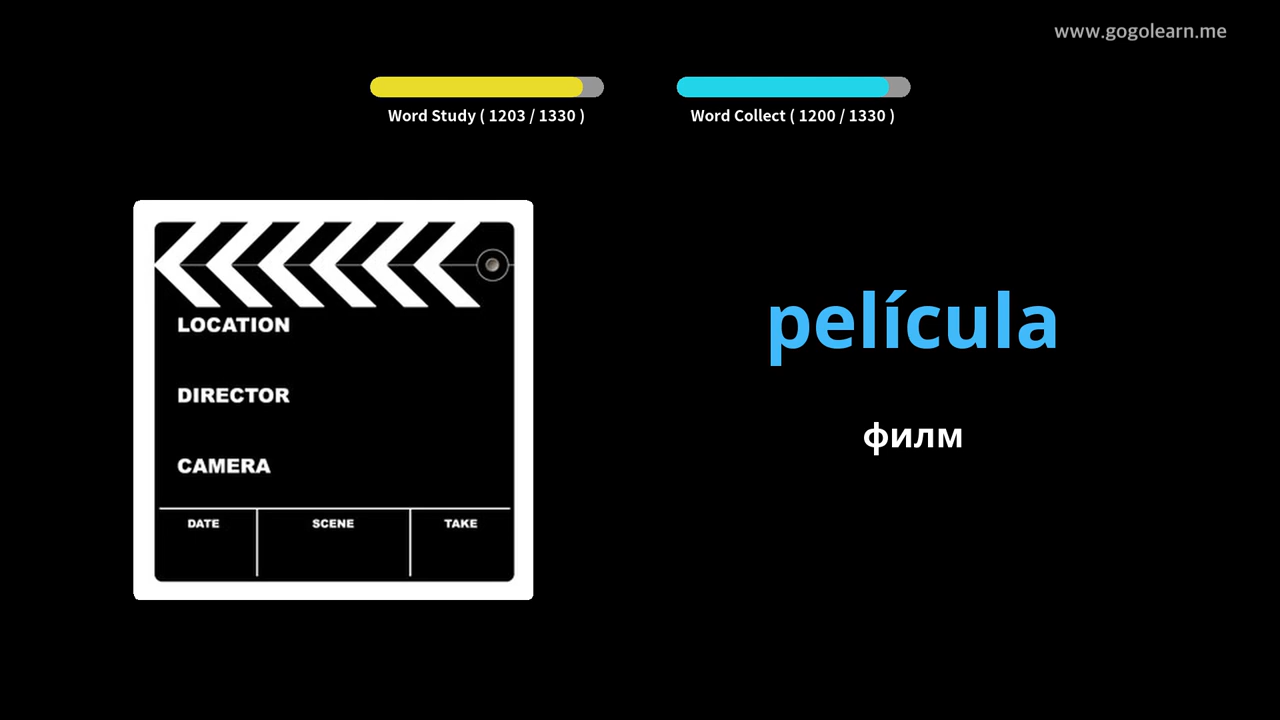 www.gogolearn.me
Word Study ( 1203 / 1330 )
Word Collect ( 1200 / 1330 )
LOCATION
DIRECTOR
CAMERA
DATE
SCENE
TAKE
película
филм